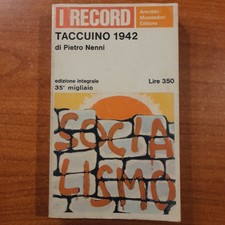 I RECORD
Arnoldo
Mondadori
Editore
TACCUINO 1942
di Pietro Nenni
edizione integrale
35° migliaio
Lire 350
SOCIA
LISMO